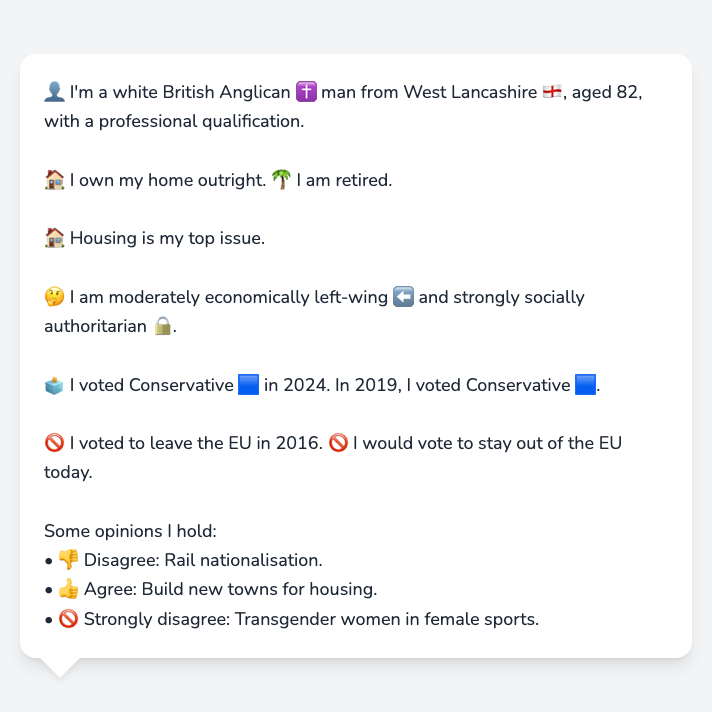 👤 I'm a white British Anglican ✝️ man from West Lancashire 🏴󠁧󠁢󠁥󠁮󠁧󠁿, aged 82,
with a professional qualification.
🏠 I own my home outright. 🌴 I am retired.
🏠 Housing is my top issue.
🤔 I am moderately economically left-wing ⬅️ and strongly socially
authoritarian 🔒.
🗳️ I voted Conservative 🟦 in 2024. In 2019, I voted Conservative 🟦.
🚫 I voted to leave the EU in 2016. 🚫 I would vote to stay out of the EU
today.
Some opinions I hold:
• 👎 Disagree: Rail nationalisation.
• 👍 Agree: Build new towns for housing.
• 🚫 Strongly disagree: Transgender women in female sports.